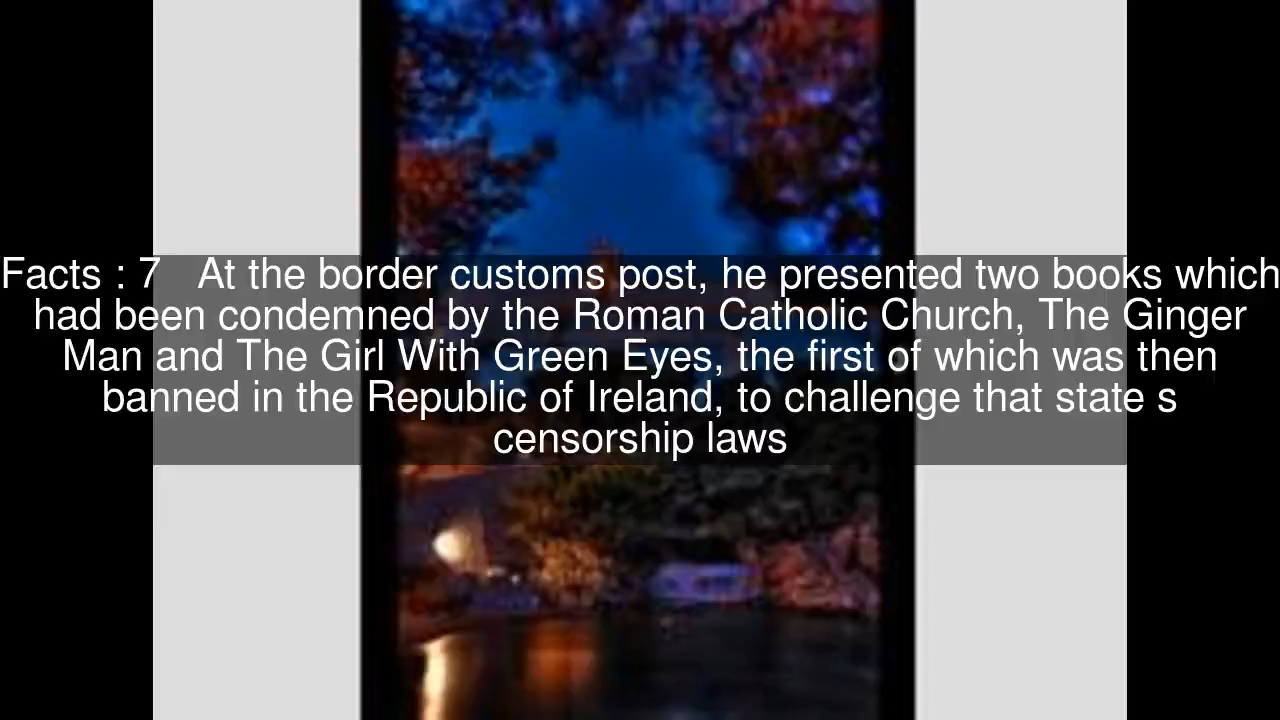 Facts : 7   At the border customs post, he presented two books which
had been condemned by the Roman Catholic Church, The Ginger
Man and The Girl With Green Eyes, the first of which was then
banned in the Republic of Ireland, to challenge that state s
censorship laws